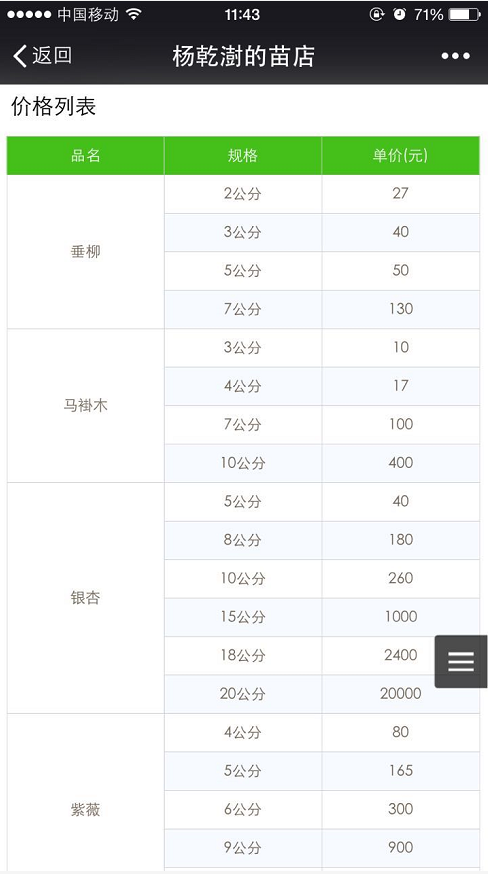 中国移动 11:43 71%
返回 杨乾澍的苗店
价格列表
品名 规格 单价(元)
垂柳
2公分 27
3公分 40
5公分 50
7公分 130
马褂木
3公分 10
4公分 17
7公分 100
10公分 400
银杏
5公分 40
8公分 180
10公分 260
15公分 1000
18公分 2400
20公分 20000
紫薇
4公分 80
5公分 165
6公分 300
9公分 900